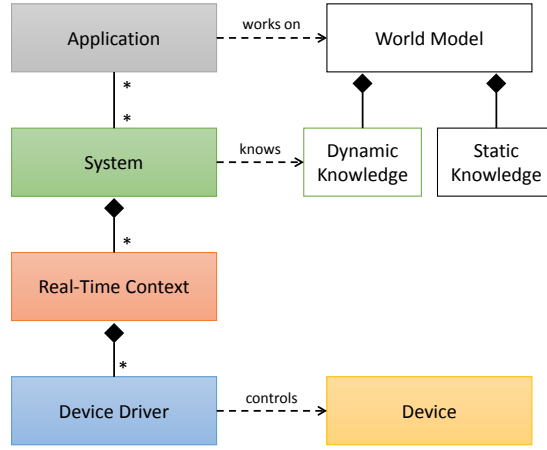 Application
works on
World Model
*
*
System
knows
Dynamic
Knowledge
Static
Knowledge
*
Real-Time Context
*
Device Driver
controls
Device